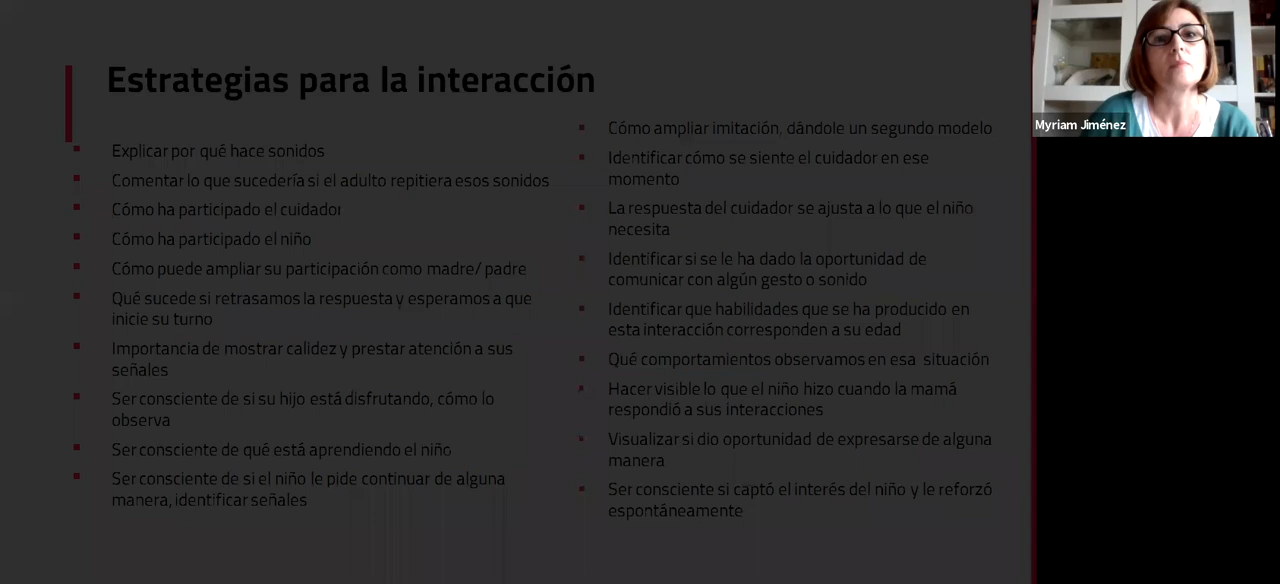 Estrategias para la interacción
Explicar por qué hace sonidos
Comentar lo que sucedería si el adulto repitiera esos sonidos
Cómo ha participado el cuidador
Cómo ha participado el niño
Cómo puede ampliar su participación como madre/ padre
Qué sucede si retrasamos la respuesta y esperamos a que
inicie su turno
Importancia de mostrar calidez y prestar atención a sus
señales
Ser consciente de si su hijo está disfrutando, cómo lo
observa
Ser consciente de qué está aprendiendo el niño
Ser consciente de si el niño le pide continuar de alguna
manera, identificar señales
Cómo ampliar imitación, dándole un segundo modelo
Identificar cómo se siente el cuidador en ese
momento
La respuesta del cuidador se ajusta a lo que el niño
necesita
Identificar si se le ha dado la oportunidad de
comunicar con algún gesto o sonido
Identificar que habilidades que se ha producido en
esta interacción corresponden a su edad
Qué comportamientos observamos en esa situación
Hacer visible lo que el niño hizo cuando la mamá
respondió a sus interacciones
Visualizar si dio oportunidad de expresarse de alguna
manera
Ser consciente si captó el interés del niño y le reforzó
espontáneamente
Myriam Jiménez